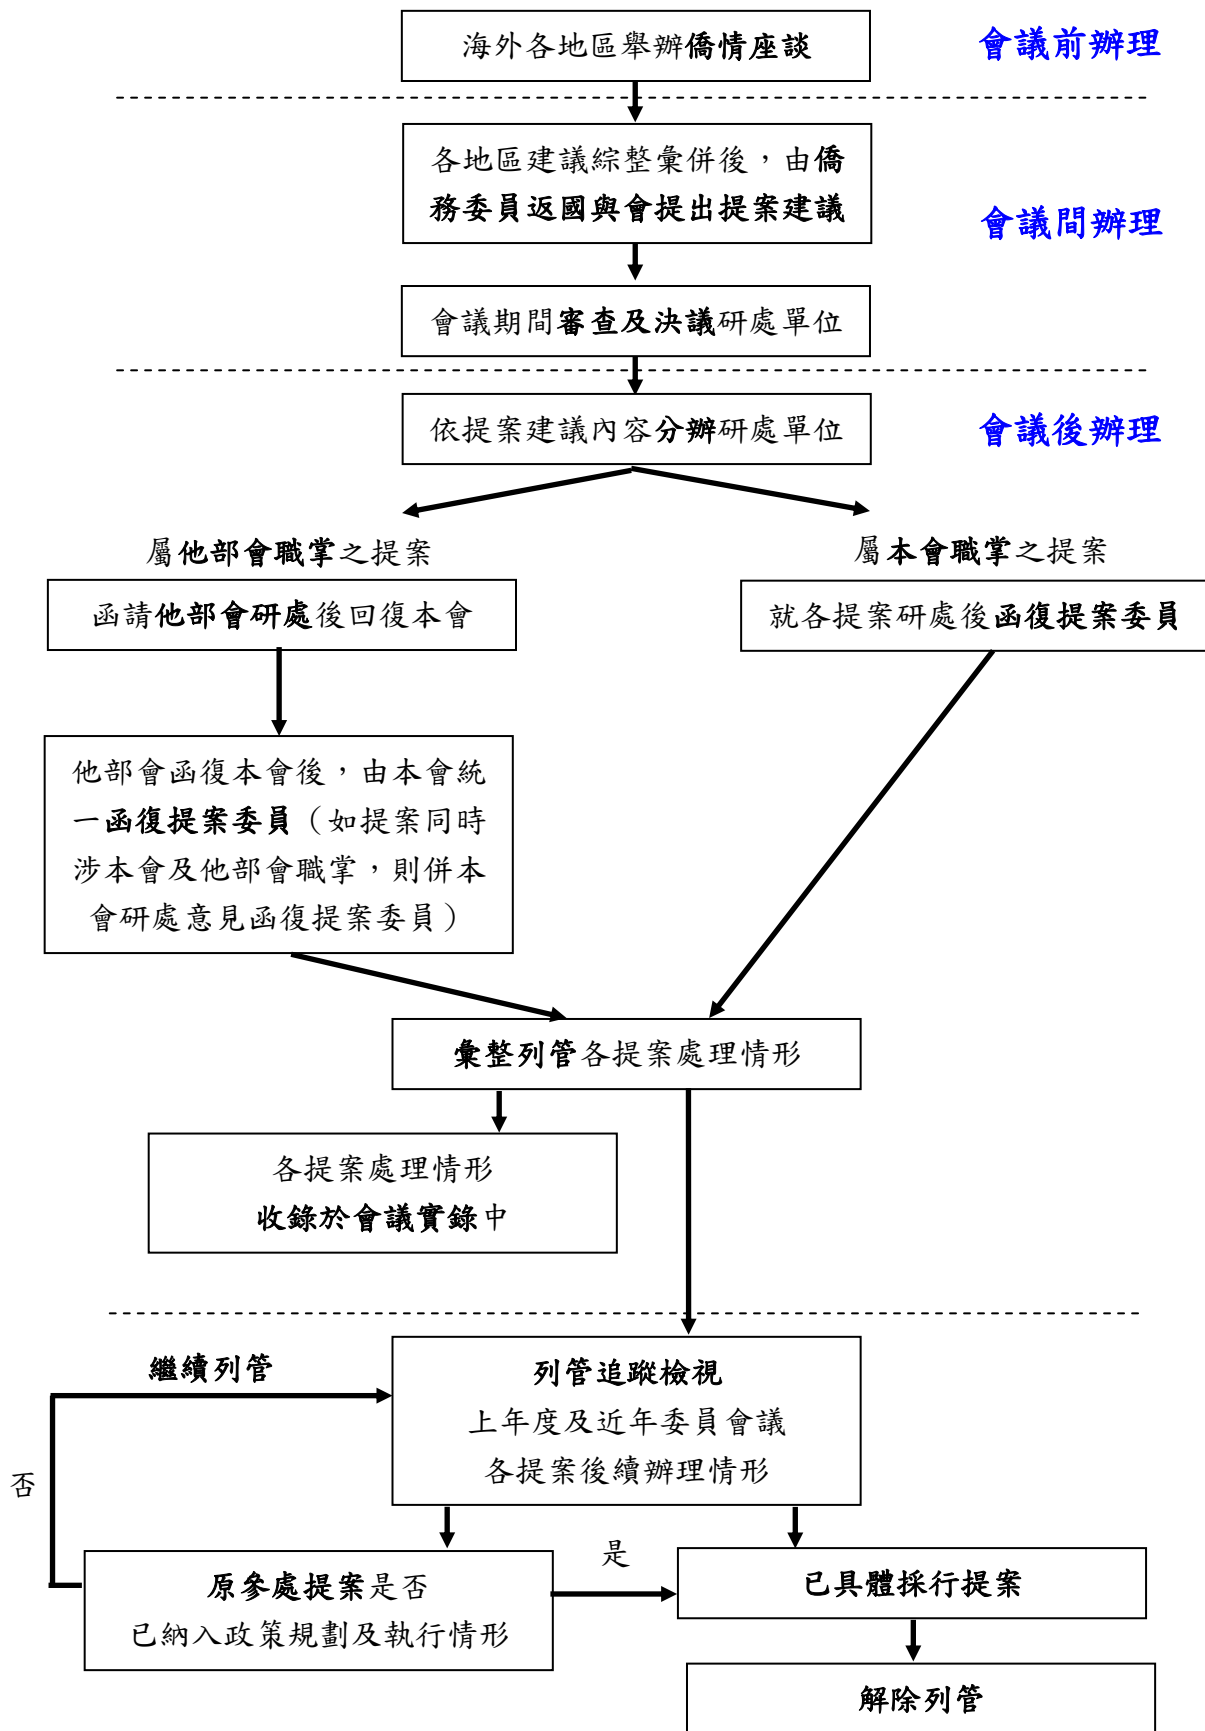 海外各地區舉辦僑情座談
會議前辦理
各地區建議綜整彙併後，由僑
務委員返國與會提出提案建議
會議間辦理
會議期間審查及決議研處單位
依提案建議內容分辦研處單位
會議後辦理
屬他部會職掌之提案
屬本會職掌之提案
函請他部會研處後回復本會
就各提案研處後函復提案委員
他部會函復本會後，由本會統
一函復提案委員（如提案同時
涉本會及他部會職掌，則併本
會研處意見函復提案委員）
彙整列管各提案處理情形
各提案處理情形
收錄於會議實錄中
繼續列管
列管追蹤檢視
上年度及近年委員會議
各提案後續辦理情形
否
是
原參處提案是否
已納入政策規劃及執行情形
已具體採行提案
解除列管